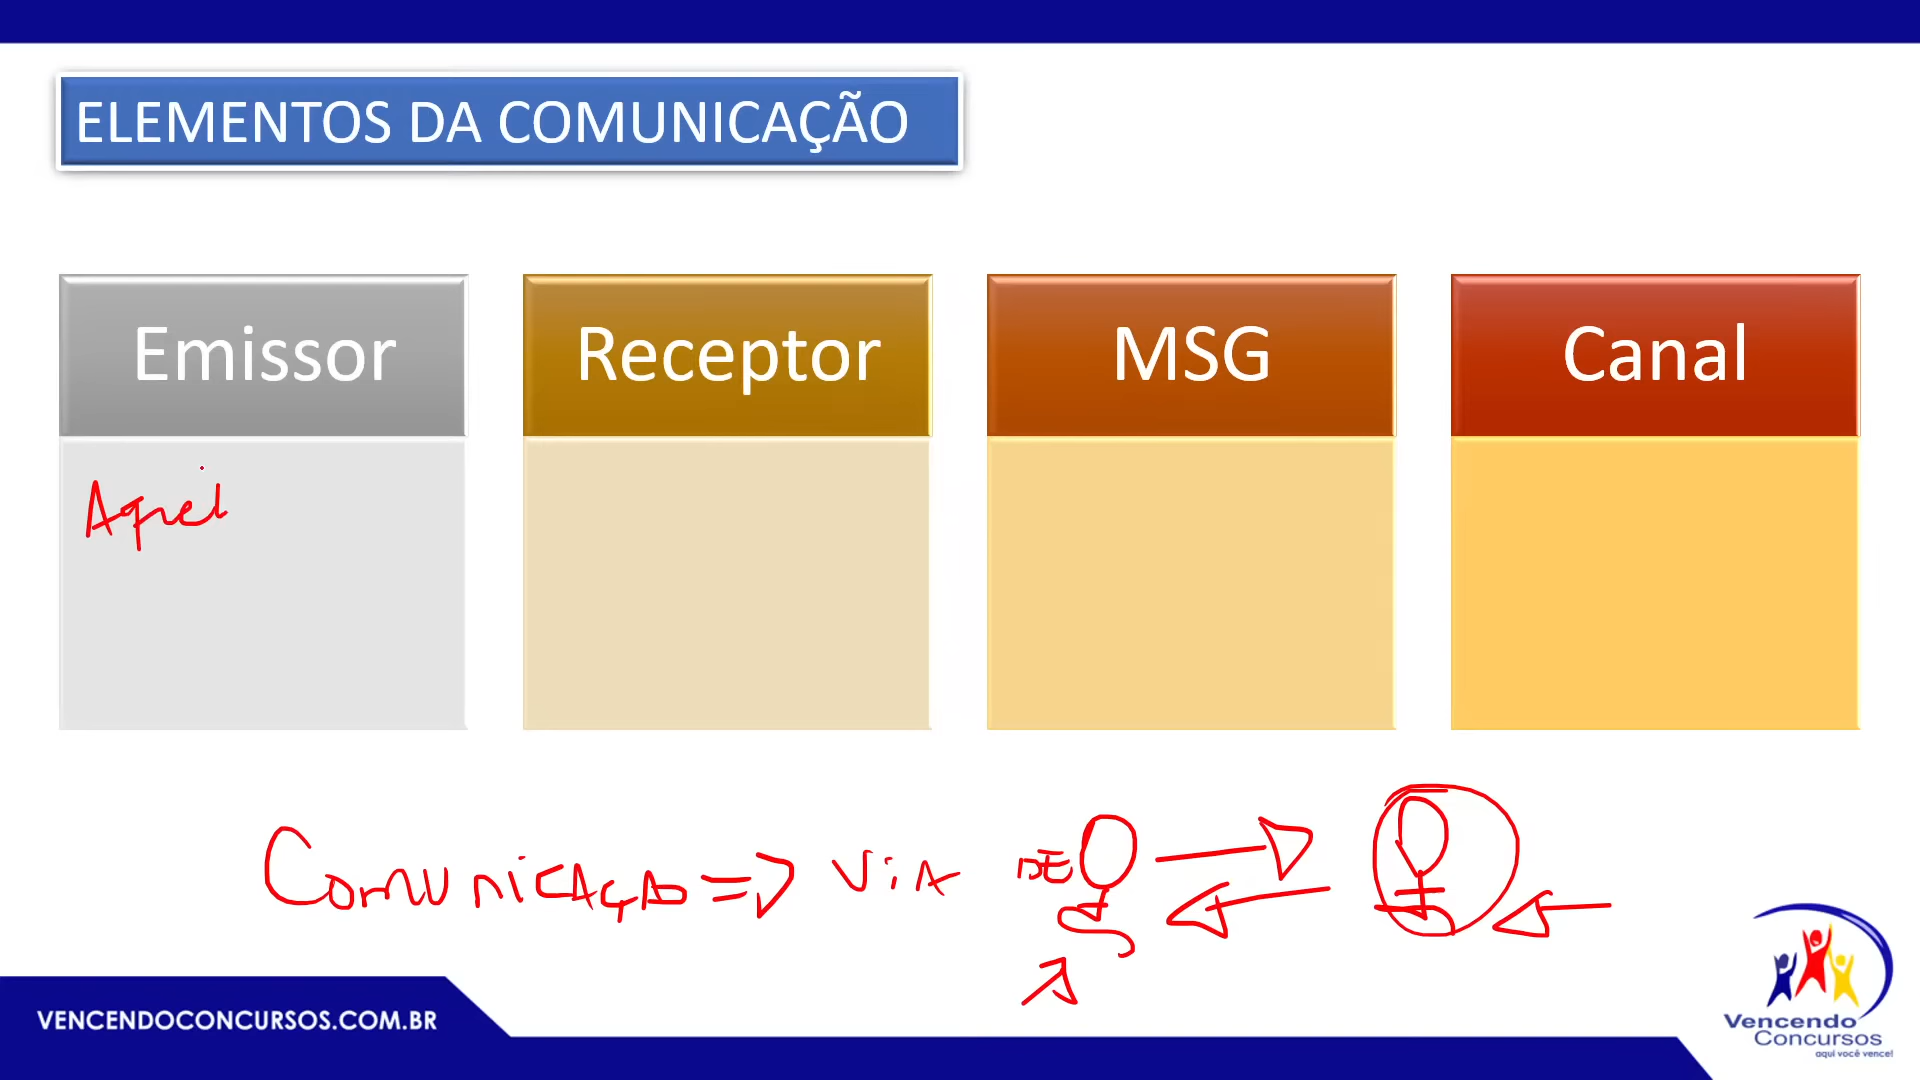 ELEMENTOS DA COMUNICAÇÃO
Emissor
Receptor
MSG
Canal
Aquel
Comunicação => Via DE
VENCENDOCONCURSOS.COM.BR
Vencendo
Concursos
aqui você vence!